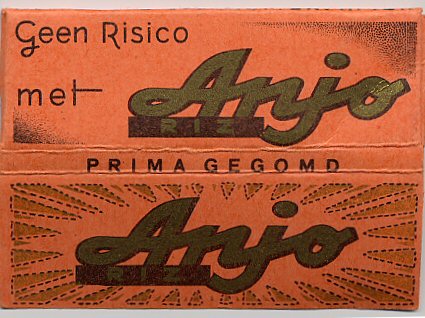 Geen Risico
met Anjo
RIZ
PRIMA GEGOMD
Anjo
RIZ